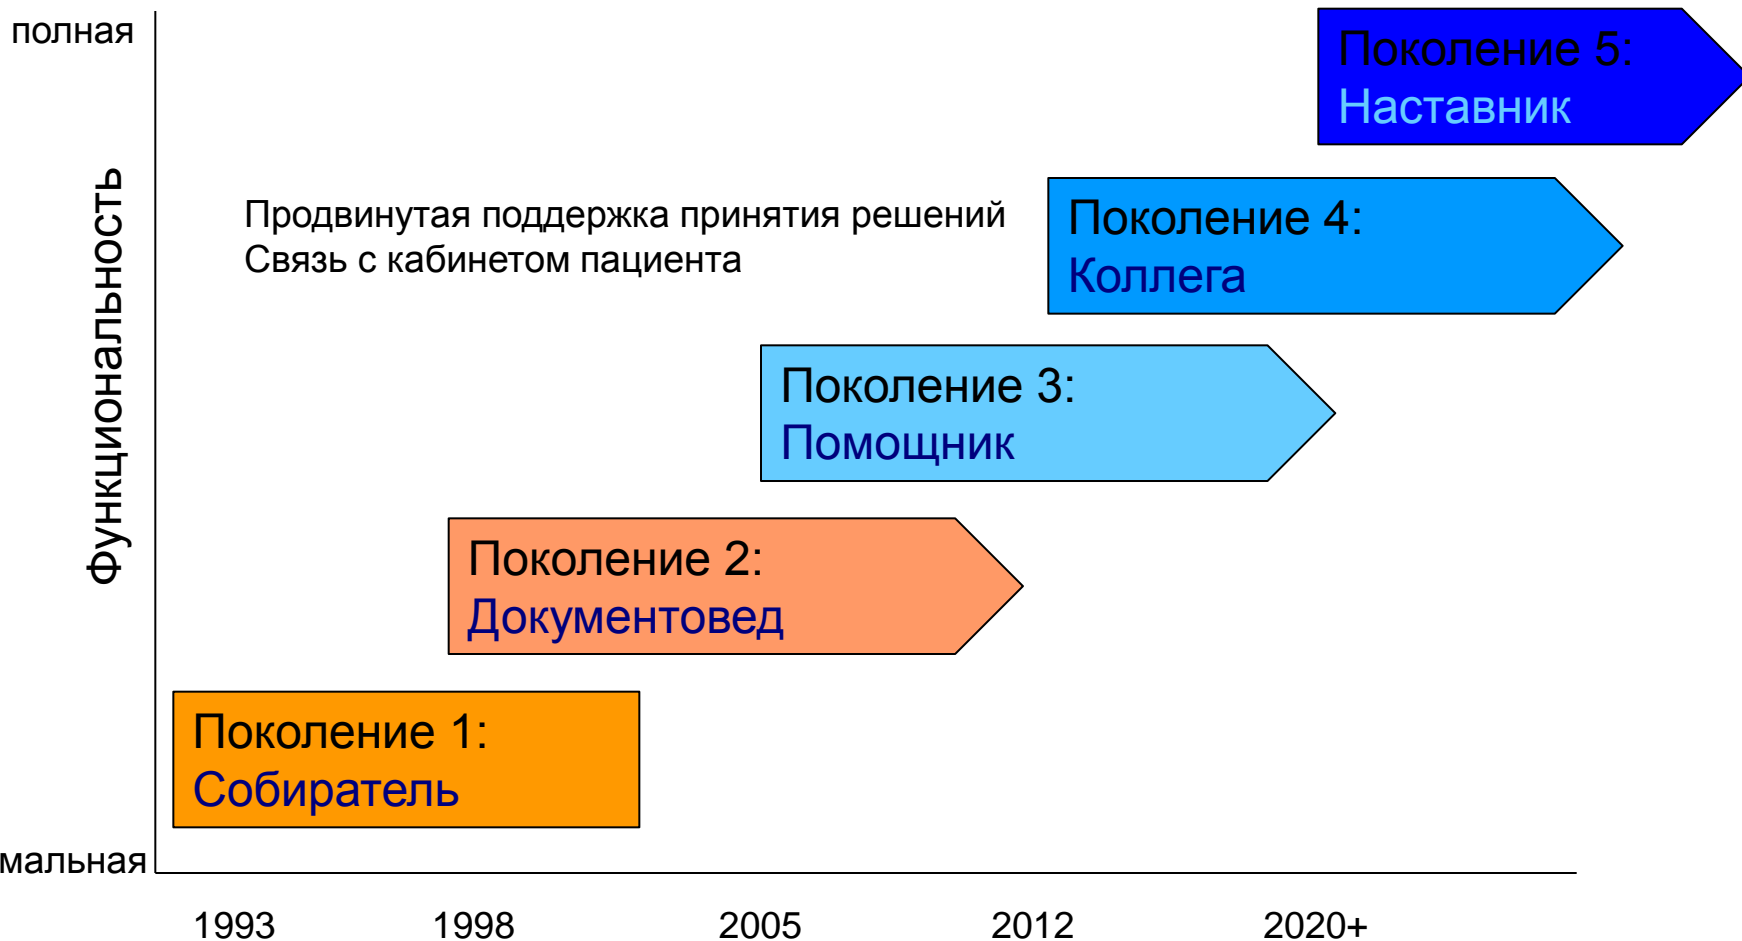 полная
Поколение 5:
Наставник
Функциональность
Продвинутая поддержка принятия решений
Связь с кабинетом пациента
Поколение 4:
Коллега
Поколение 3:
Помощник
Поколение 2:
Документовед
Поколение 1:
Собиратель
мальная
1993 1998 2005 2012 2020+